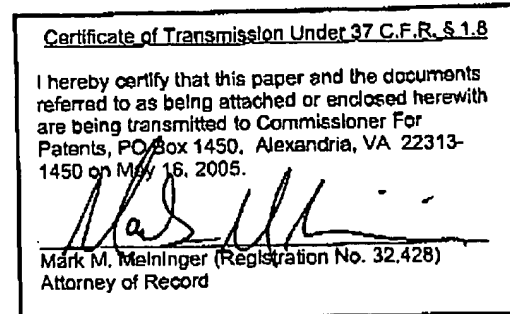 Certificate of Transmission Under 37 C.F.R. § 1.8
I hereby certify that this paper and the documents
referred to as being attached or enclosed herewith
are being transmitted to Commissioner For
Patents, PO Box 1450, Alexandria, VA 22313-
1450 on May 16, 2005.
Mark M. Meininger (Registration No. 32,428)
Attorney of Record